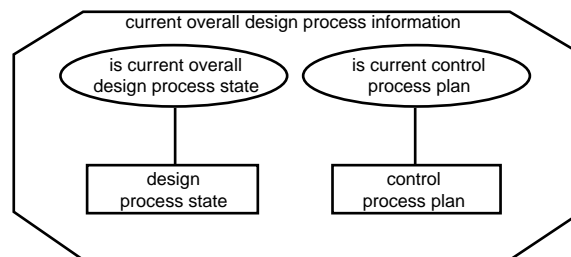 current overall design process information
is current overall
design process state
is current control
process plan
design
process state
control
process plan